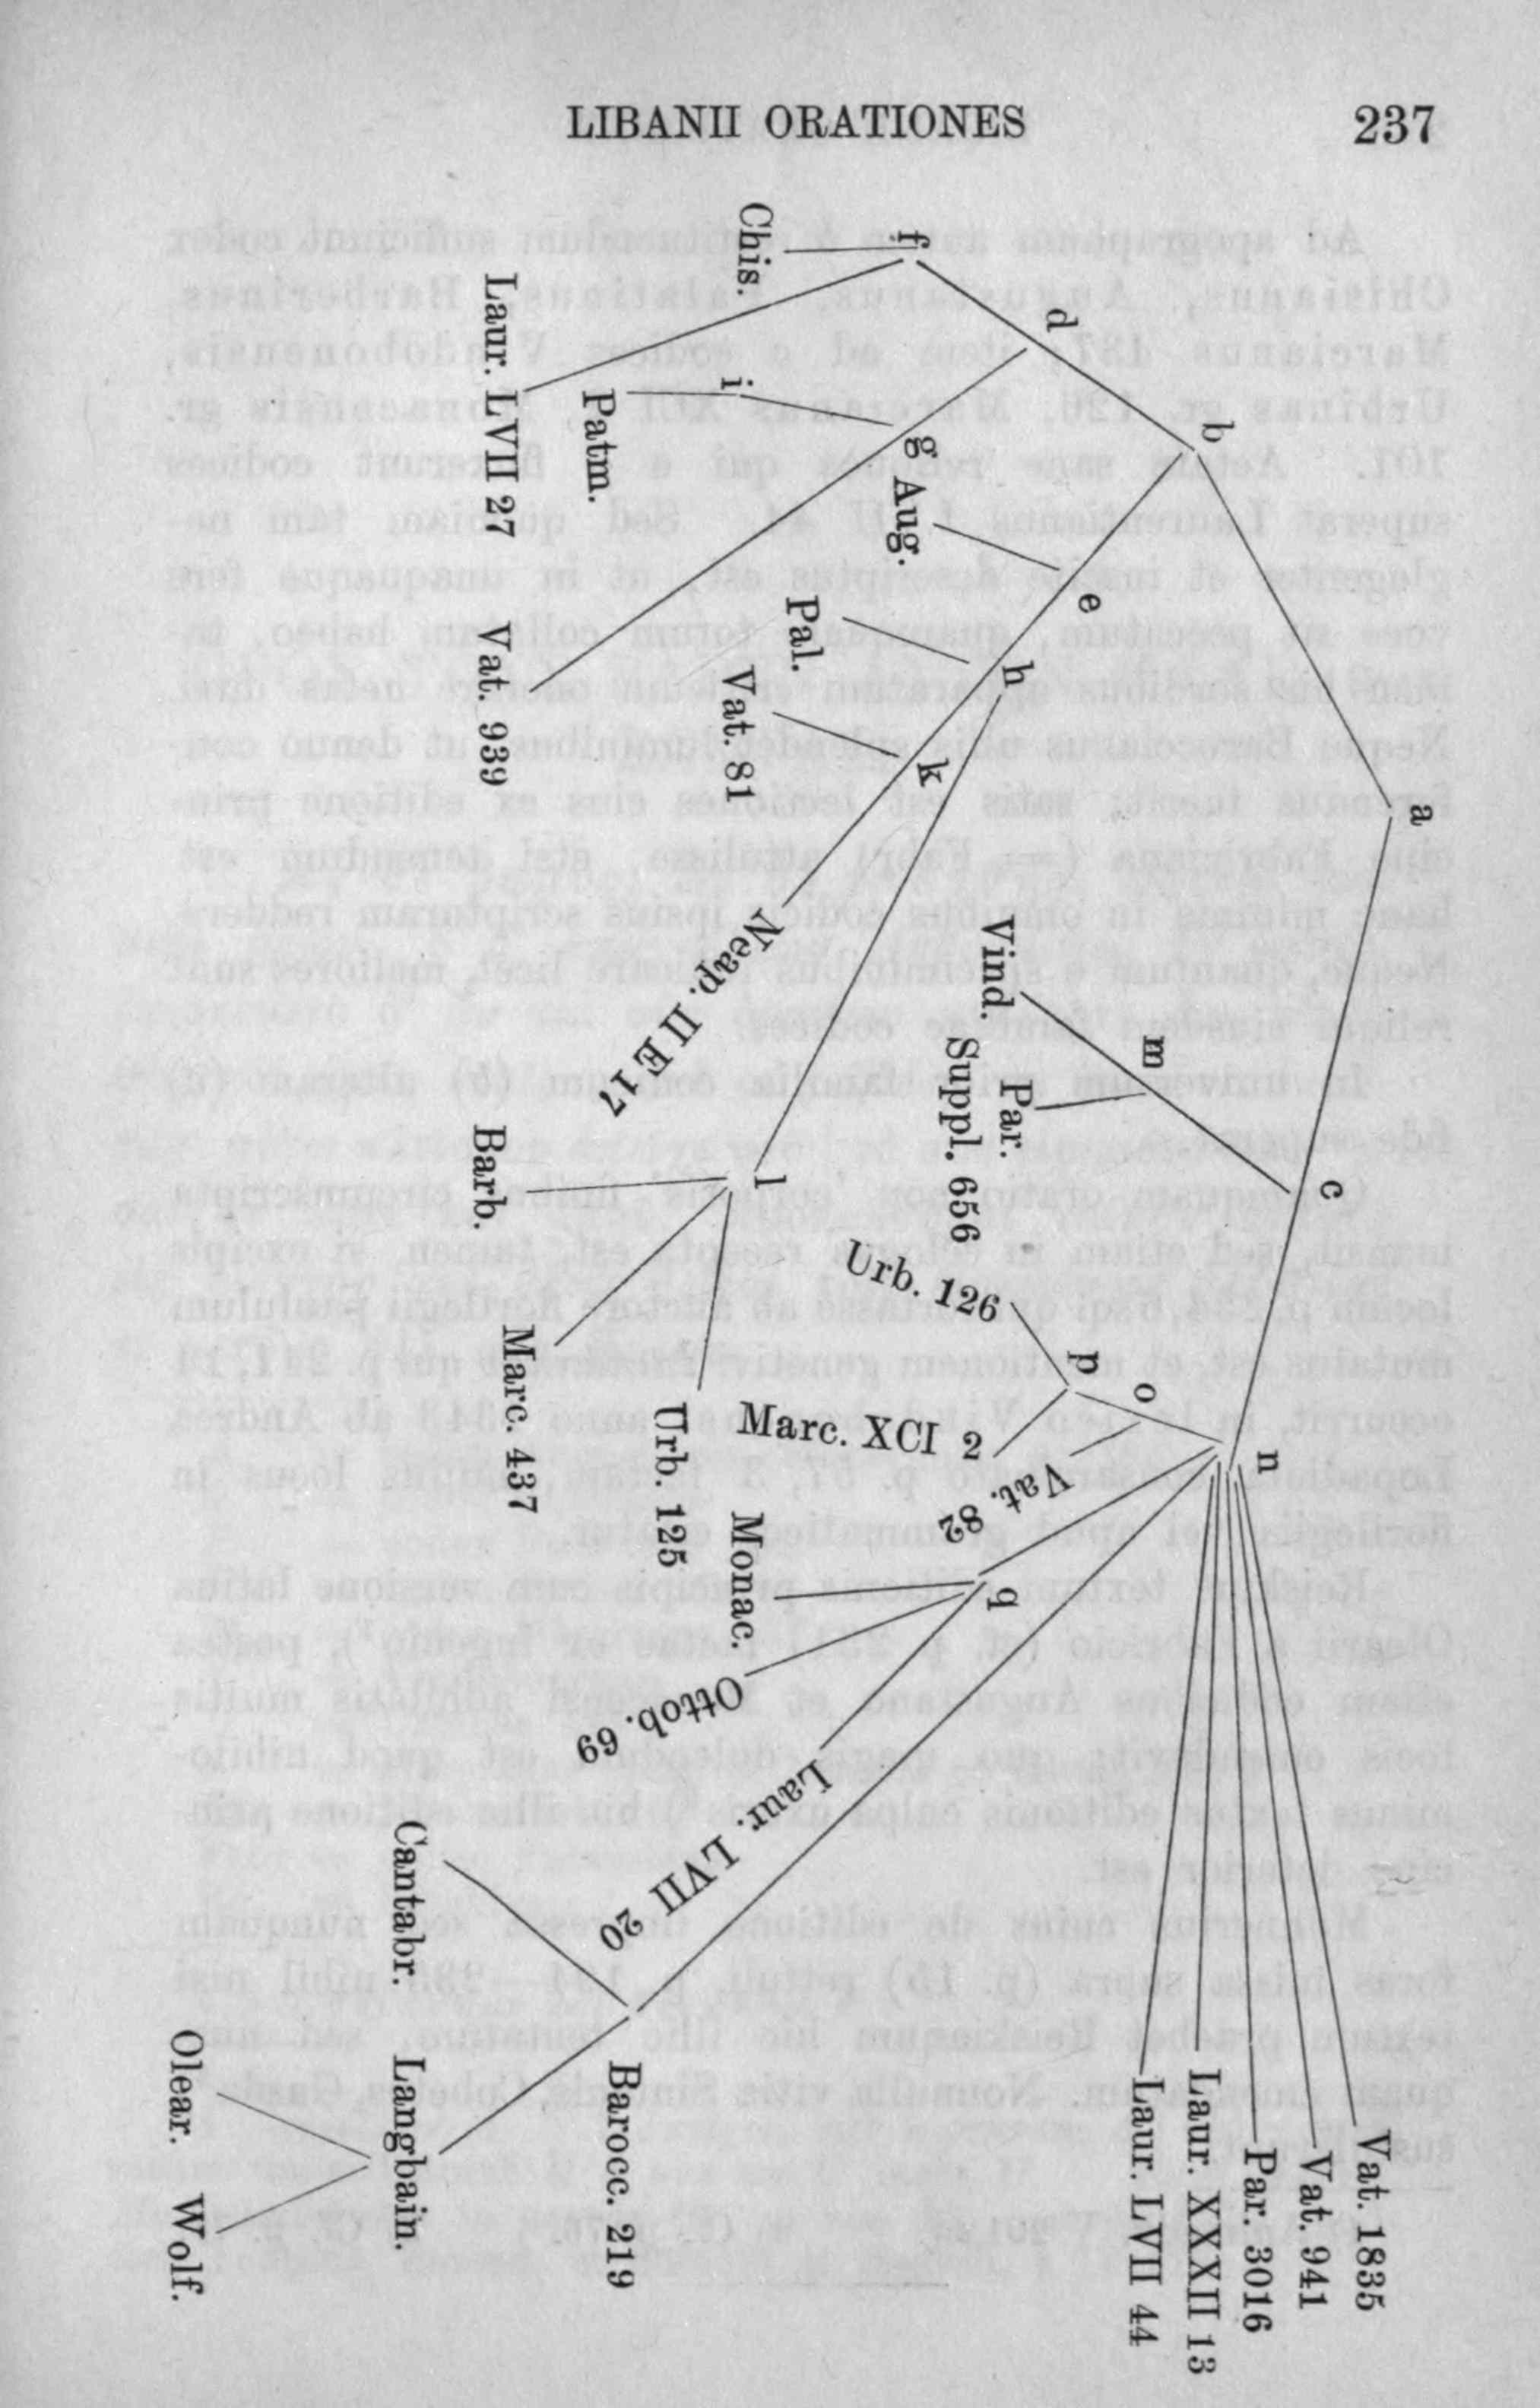 LIBANII ORATIONES 237
a
b
c
d
e
m
n
f
g Aug.
h
o
p
Chis.
i
Pal.
k
Vind.
Par.
Suppl. 656
Urb. 126
Vat. 82
Marc. XCI 2
q
Patm.
Vat. 81
Neap. II E 17
l
Monac.
Ottob. 69
Laur. LVII 20
Laur. LVII 27
Vat. 939
Barb.
Marc. 437
Urb. 125
Barocc. 219
Cantabr.
Langbain.
Olear.
Wolf.
Vat. 1835
Vat. 941
Par. 3016
Laur. XXXII 13
Laur. LVII 44